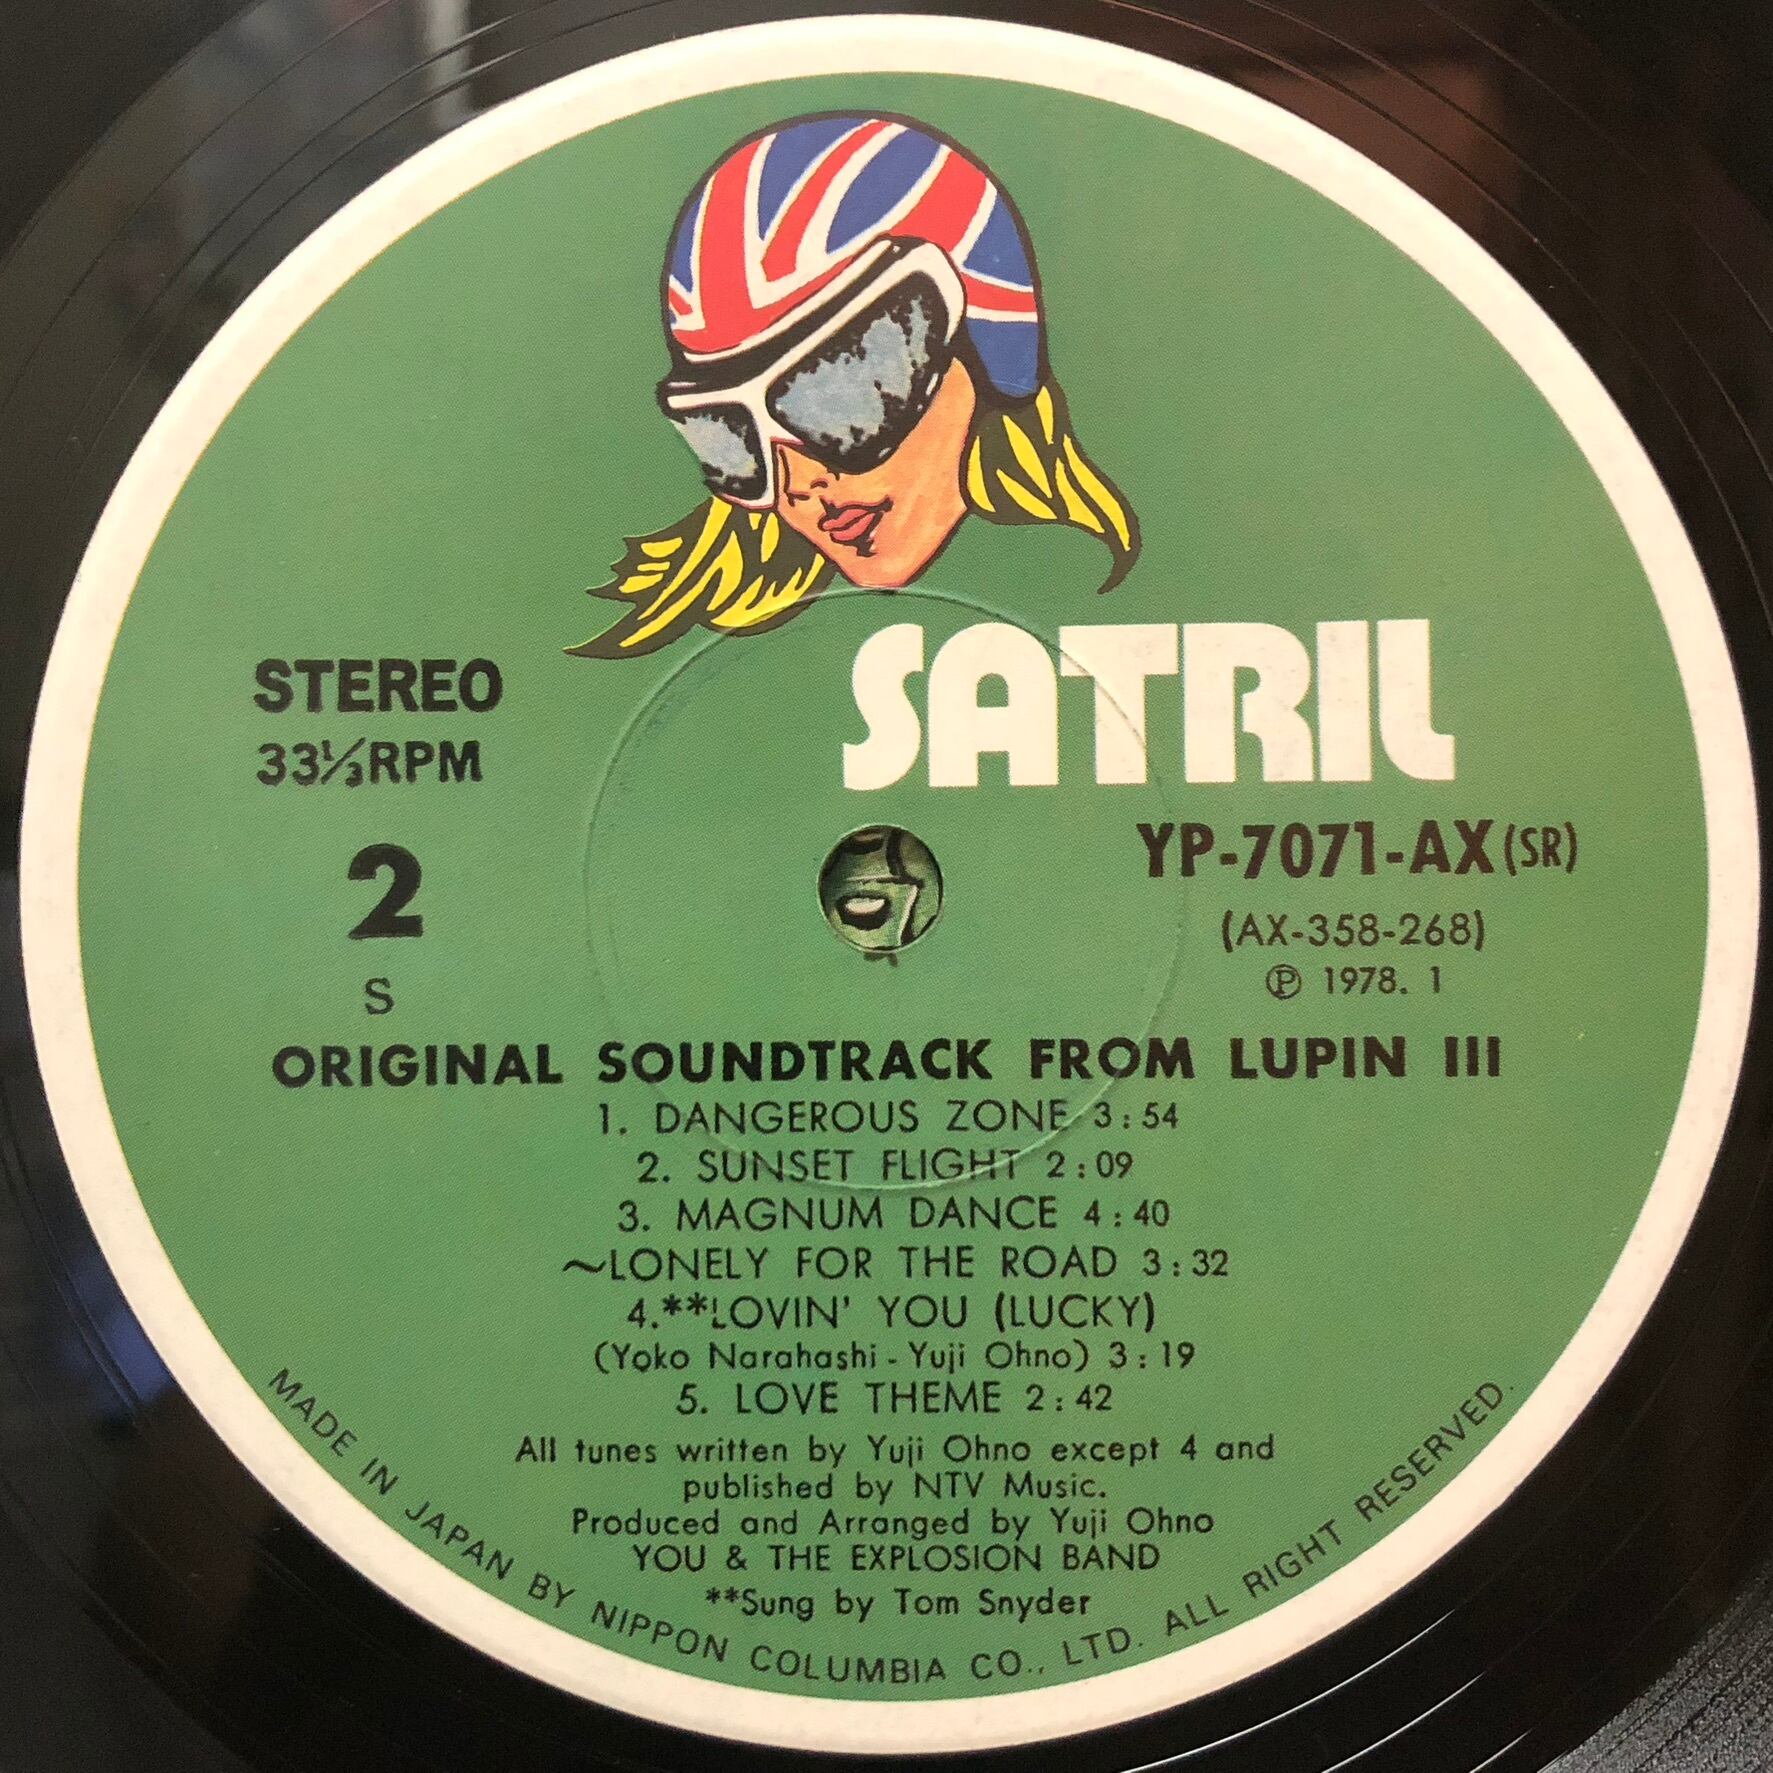 SATRIL
STEREO
33⅓RPM
YP-7071-AX(SR)
2
(AX-358-268)
S
Ⓟ 1978. 1
ORIGINAL SOUNDTRACK FROM LUPIN III
1. DANGEROUS ZONE 3:54
2. SUNSET FLIGHT 2:09
3. MAGNUM DANCE 4:40
~LONELY FOR THE ROAD 3:32
4.**LOVIN' YOU (LUCKY)
(Yoko Narahashi-Yuji Ohno) 3:19
5. LOVE THEME 2:42
All tunes written by Yuji Ohno except 4 and
published by NTV Music.
Produced and Arranged by Yuji Ohno
YOU & THE EXPLOSION BAND
**Sung by Tom Snyder
MADE IN JAPAN BY NIPPON COLUMBIA CO., LTD. ALL RIGHT RESERVED.